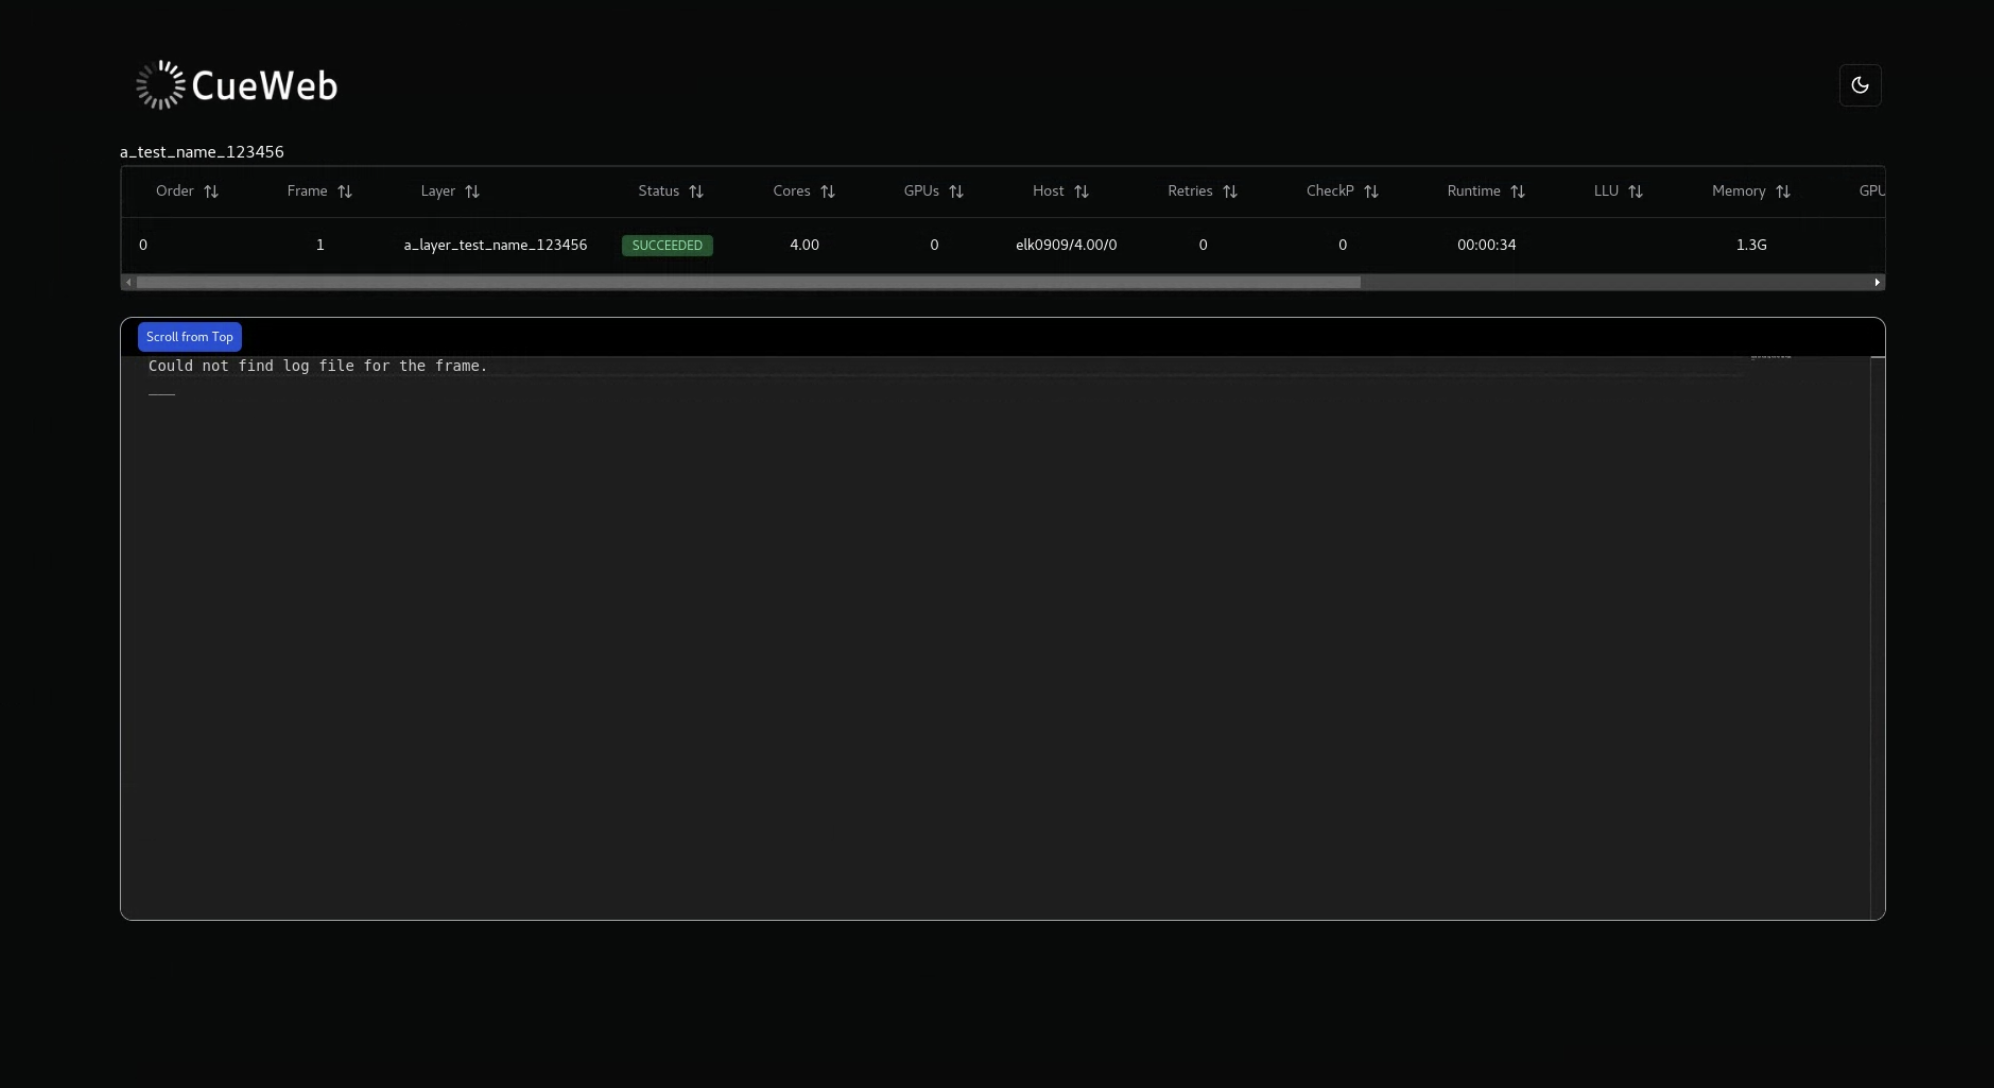 CueWeb
a_test_name_123456
Order Frame Layer Status Cores GPUs Host Retries CheckP Runtime LLU Memory GPU
0 1 a_layer_test_name_123456 SUCCEEDED 4.00 0 elk0909/4.00/0 0 0 00:00:34 1.3G
Scroll from Top
Could not find log file for the frame.